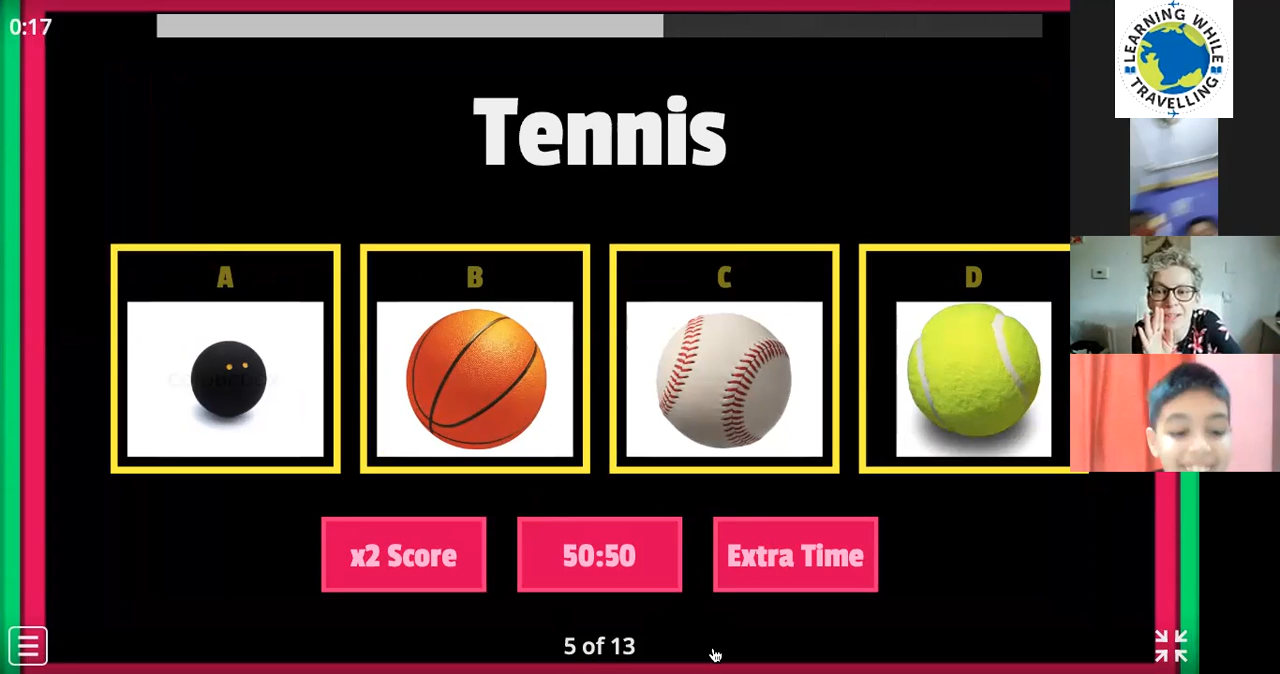 0:17
LEARNING WHILE
TRAVELLING
Tennis
A
B
C
D
x2 Score
50:50
Extra Time
5 of 13